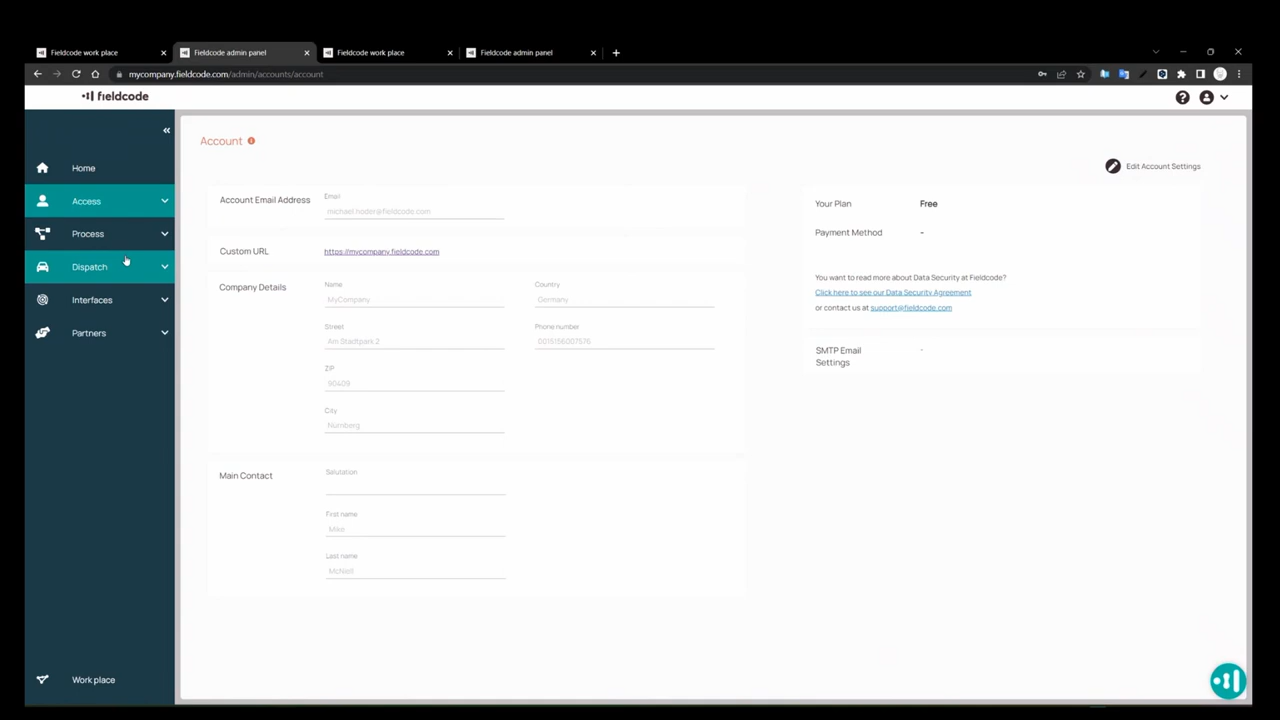 Fieldcode work place
Fieldcode admin panel
Fieldcode work place
Fieldcode admin panel
mycompany.fieldcode.com/admin/accounts/account
fieldcode
Home
Access
Process
Dispatch
Interfaces
Partners
Work place
Account
Edit Account Settings
Account Email Address
Email
michael.noder@fieldcode.com
Custom URL
https://mycompany.fieldcode.com
Company Details
Name
MyCompany
Country
Germany
Street
Am Stadtpark 2
Phone number
0015156007576
ZIP
90409
City
Nürnberg
Main Contact
Salutation
First name
Mike
Last name
McNiell
Your Plan
Free
Payment Method
-
You want to read more about Data Security at Fieldcode?
Click here to see our Data Security Agreement
or contact us at support@fieldcode.com
SMTP Email
Settings
-